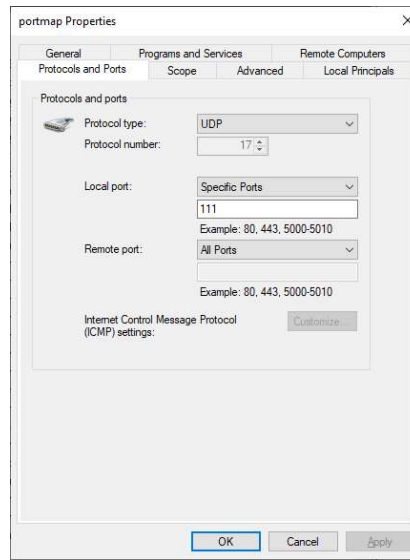 portmap Properties
General Programs and Services Remote Computers
Protocols and Ports Scope Advanced Local Principals
Protocols and ports
Protocol type: UDP
Protocol number: 17
Local port: Specific Ports
111
Example: 80, 443, 5000-5010
Remote port: All Ports
Example: 80, 443, 5000-5010
Internet Control Message Protocol
(ICMP) settings: Customize...
OK Cancel Apply